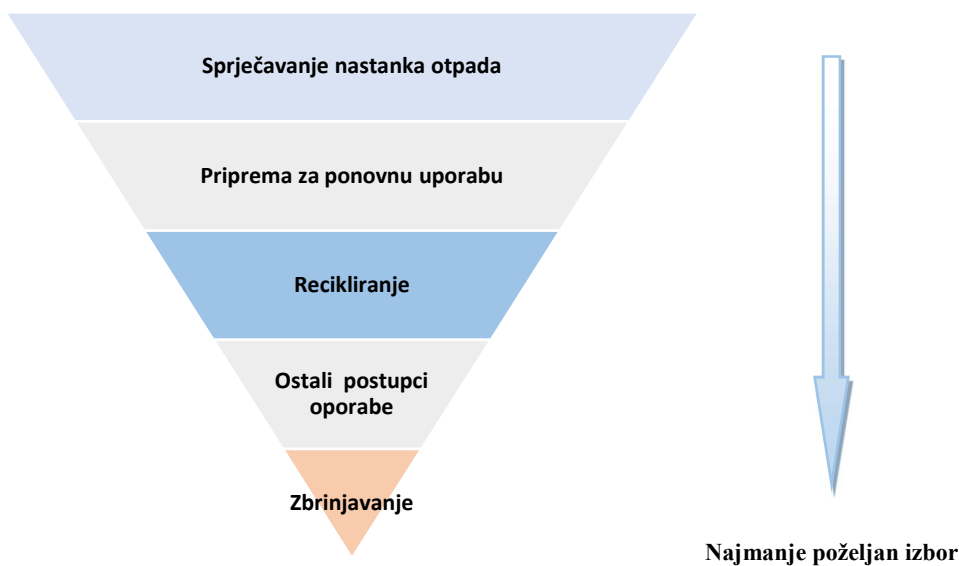 Sprječavanje nastanka otpada
Priprema za ponovnu uporabu
Recikliranje
Ostali postupci
oporabe
Zbrinjavanje
Najmanje poželjan izbor